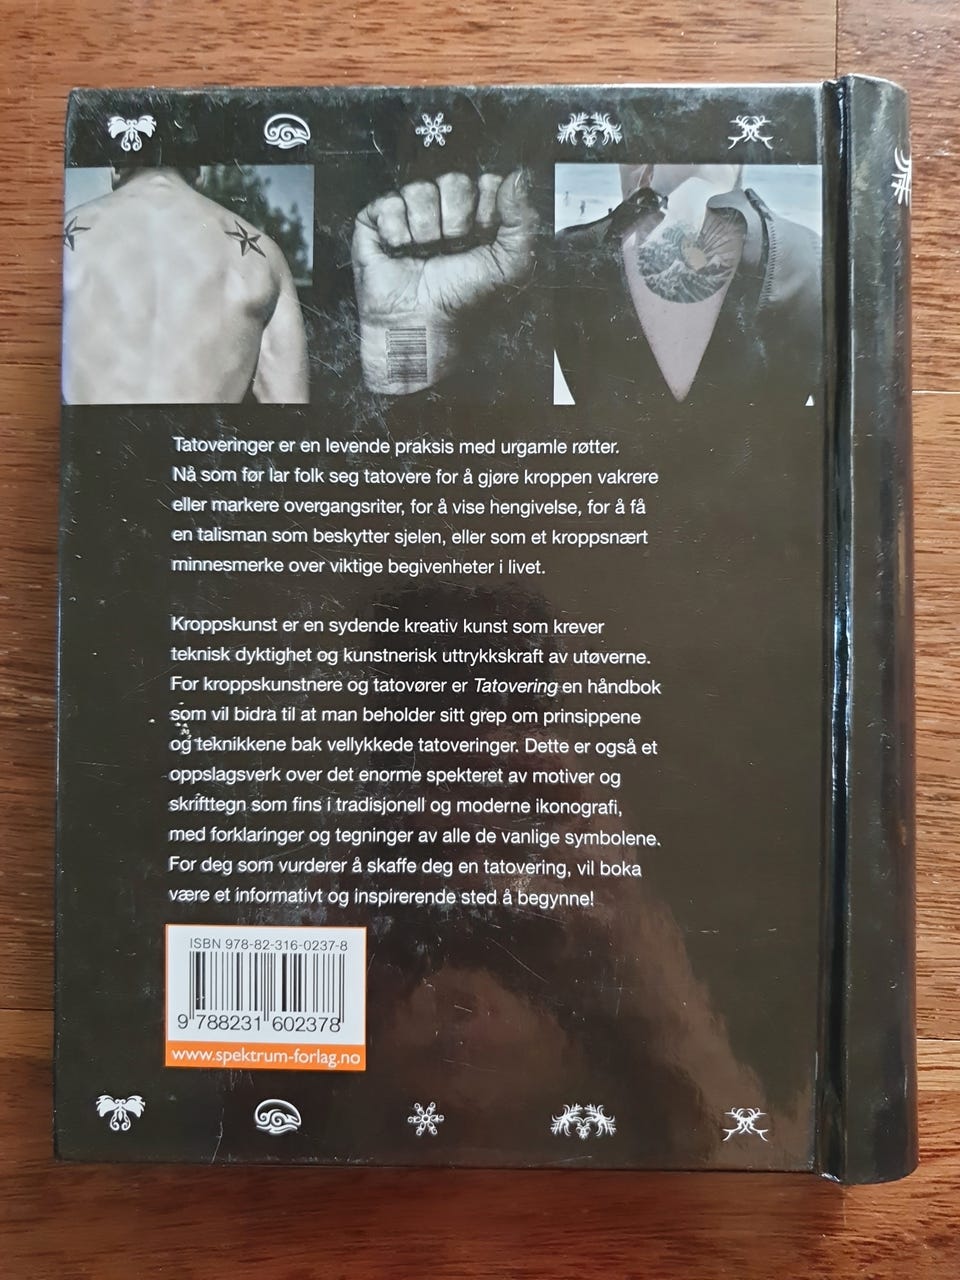 Tatoveringer er en levende praksis med urgamle røtter.
Nå som før lar folk seg tatovere for å gjøre kroppen vakrere
eller markere overgangsriter, for å vise hengivelse, for å få
en talisman som beskytter sjelen, eller som et kroppsnært
minnesmerke over viktige begivenheter i livet.
Kroppskunst er en sydende kreativ kunst som krever
teknisk dyktighet og kunstnerisk uttrykkskraft av utøverne.
For kroppskunstnere og tatovører er Tatovering en håndbok
som vil bidra til at man beholder sitt grep om prinsippene
og teknikkene bak vellykkede tatoveringer. Dette er også et
oppslagsverk over det enorme spekteret av motiver og
skrifttegn som fins i tradisjonell og moderne ikonografi,
med forklaringer og tegninger av alle de vanlige symbolene.
For deg som vurderer å skaffe deg en tatovering, vil boka
være et informativt og inspirerende sted å begynne!
ISBN 978-82-316-0237-8
9 788231 602378
www.spektrum-forlag.no